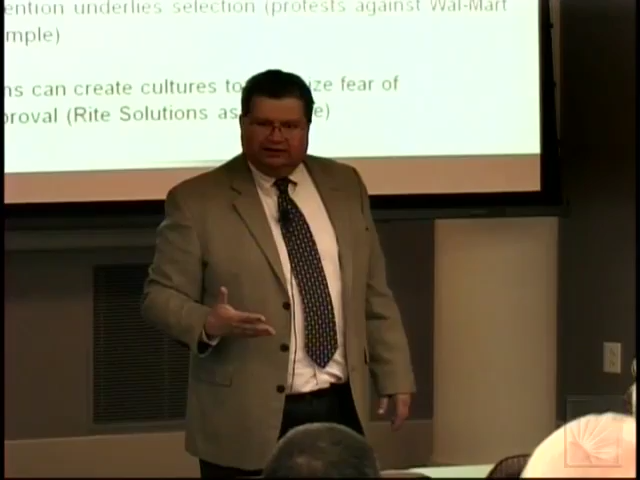 ention underlies selection (protests against Wal-Mart
mple)
ns can create cultures to ize fear of
proval (Rite Solutions as e)